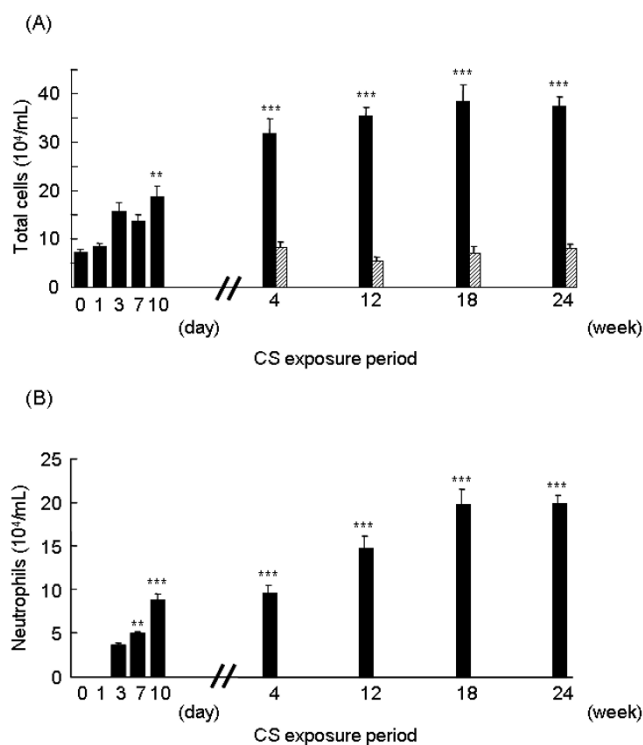 (A)
Total cells (10⁴/mL)
40
30
20
10
0
**
***
***
***
***
0 1 3 7 10
4 12 18 24
(day) (week)
CS exposure period
(B)
Neutrophils (10⁴/mL)
25
20
15
10
5
0
**
***
***
***
***
***
0 1 3 7 10
4 12 18 24
(day) (week)
CS exposure period